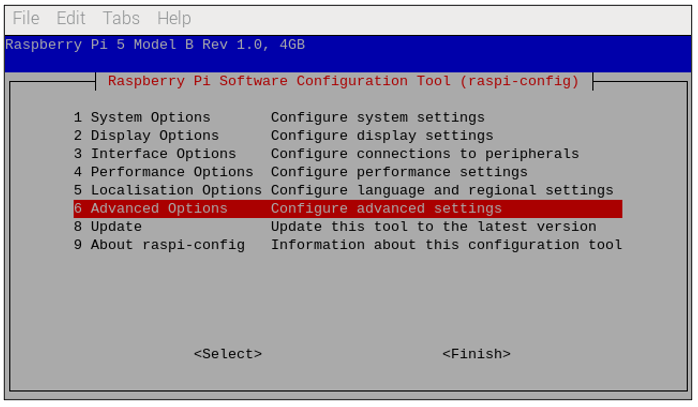 File Edit Tabs Help
Raspberry Pi 5 Model B Rev 1.0, 4GB
Raspberry Pi Software Configuration Tool (raspi-config)
1 System Options Configure system settings
2 Display Options Configure display settings
3 Interface Options Configure connections to peripherals
4 Performance Options Configure performance settings
5 Localisation Options Configure language and regional settings
6 Advanced Options Configure advanced settings
8 Update Update this tool to the latest version
9 About raspi-config Information about this configuration tool
<Select> <Finish>